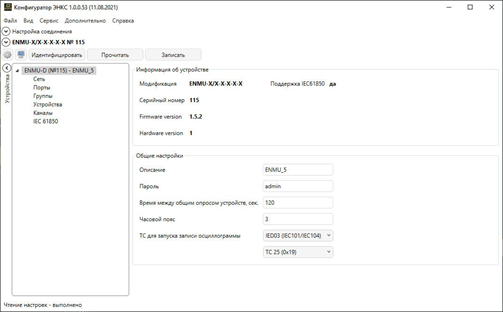 Конфигуратор ЭНКС 1.0.0.53 (11.08.2021)
Файл Вид Сервис Дополнительно Справка
Настройка соединения
ENMU-X/X-X-X-X-X № 115
Идентифицировать Прочитать Записать
Устройства
ENMU-D (№115) - ENMU_5
Сеть
Порты
Группы
Устройства
Каналы
IEC 61850
Информация об устройстве
Модификация ENMU-X/X-X-X-X-X Поддержка IEC61850 да
Серийный номер 115
Firmware version 1.5.2
Hardware version 1
Общие настройки
Описание ENMU_5
Пароль admin
Время между общим опросом устройств, сек. 120
Часовой пояс 3
ТС для запуска записи осциллограммы IED03 (IEC101/IEC104)
ТС 25 (0x19)
Чтение настроек - выполнено